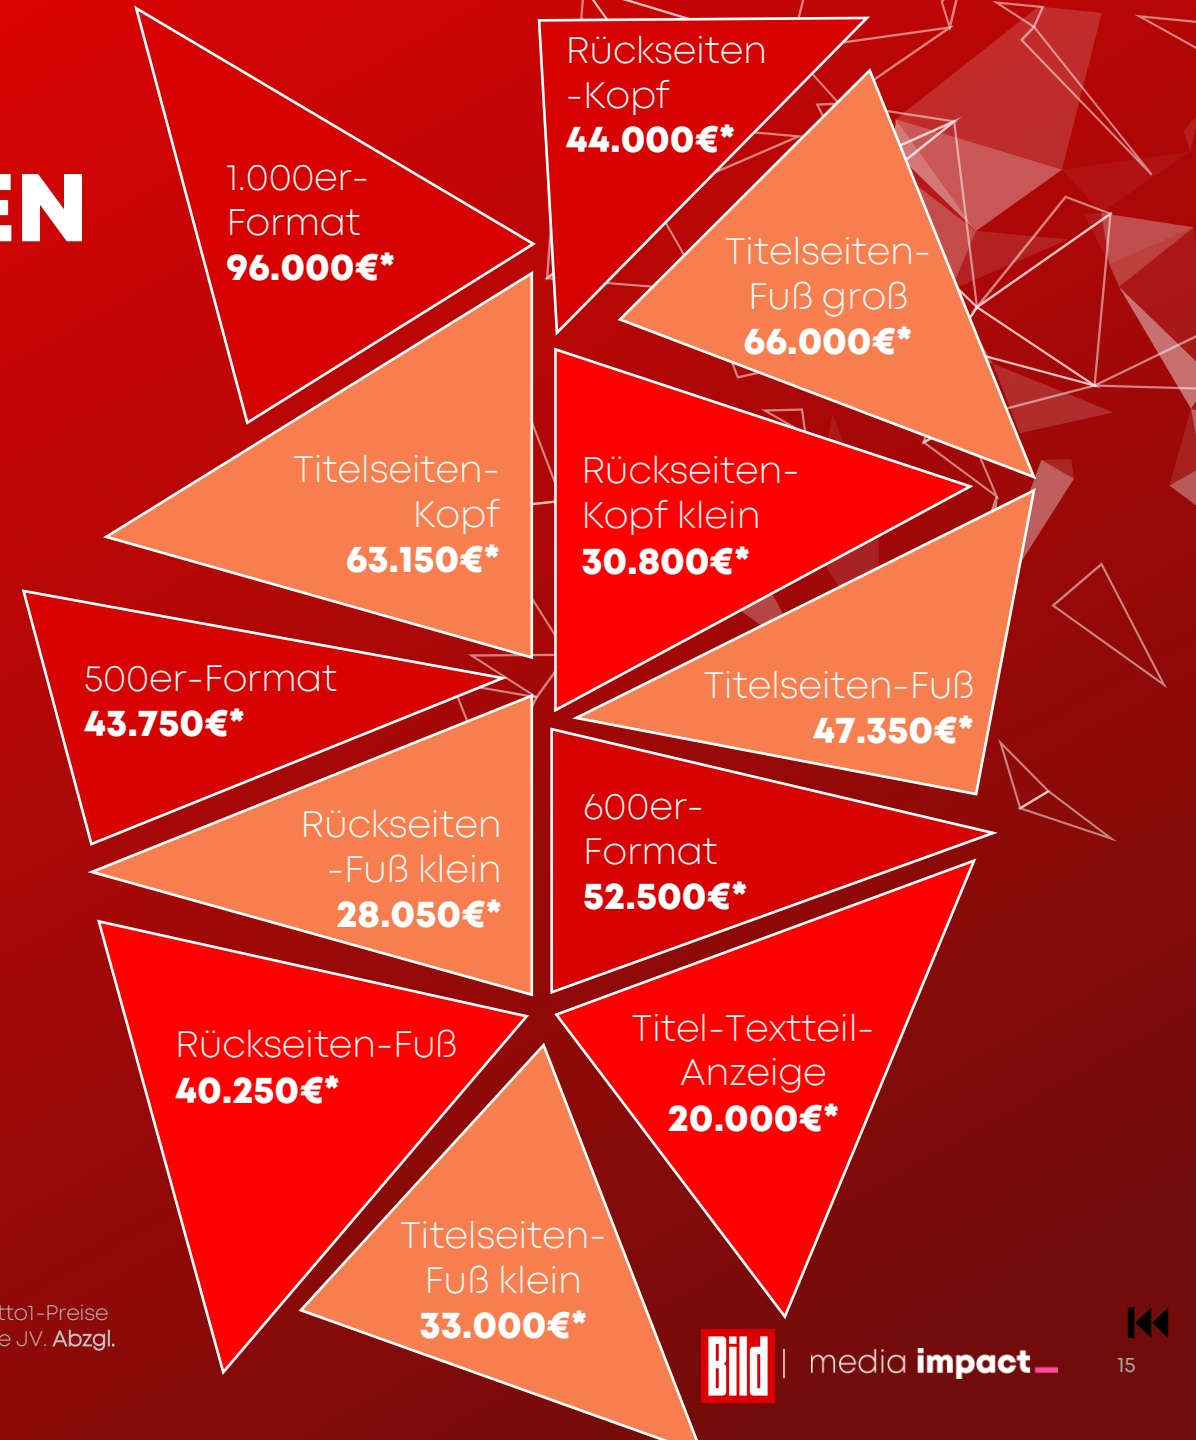 EN
1.000er-
Format
96.000€*
Rückseiten
-Kopf
44.000€*
Titelseiten-
Fuß groß
66.000€*
Titelseiten-
Kopf
63.150€*
Rückseiten-
Kopf klein
30.800€*
500er-Format
43.750€*
Titelseiten-Fuß
47.350€*
Rückseiten
-Fuß klein
28.050€*
600er-
Format
52.500€*
Rückseiten-Fuß
40.250€*
Titel-Textteil-
Anzeige
20.000€*
Titelseiten-
Fuß klein
33.000€*
tto1-Preise
e JV. Abzgl.
Bild | media impact_
15